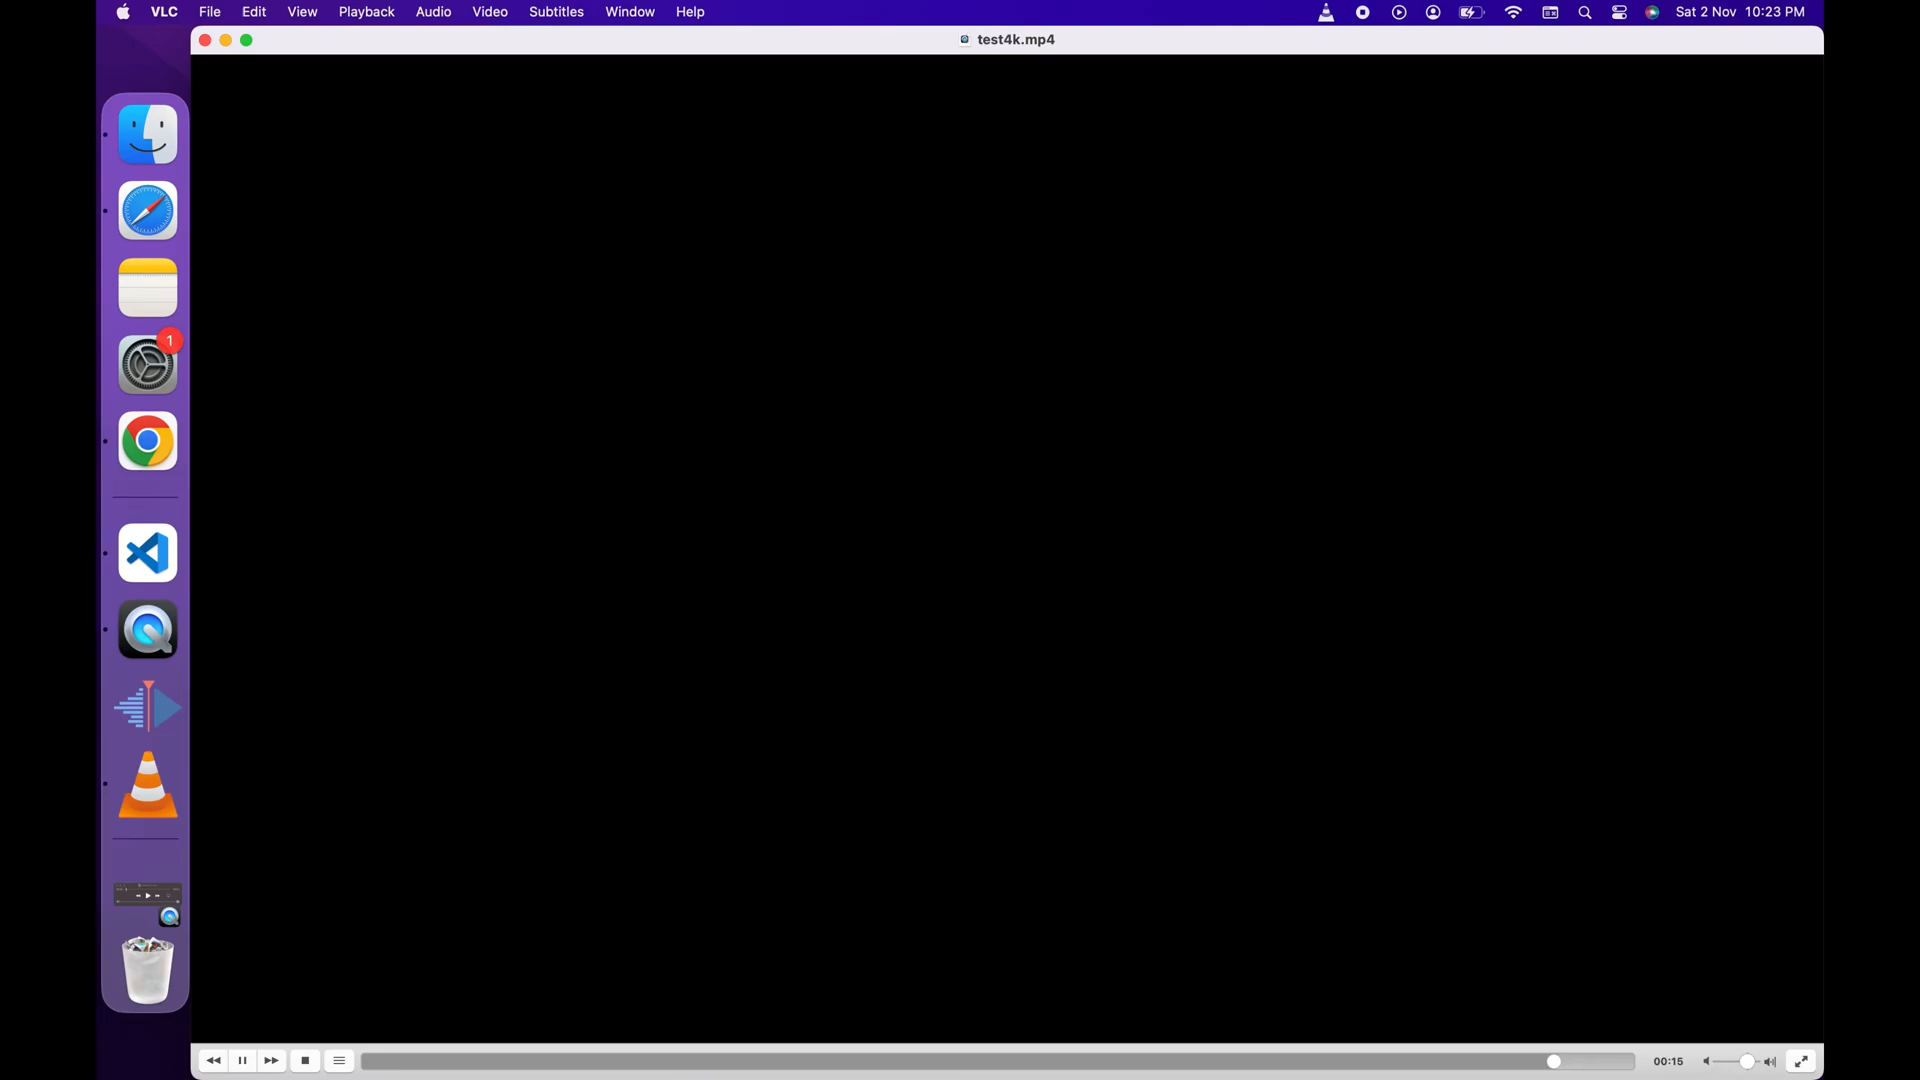 VLC File Edit View Playback Audio Video Subtitles Window Help Sat 2 Nov 10:23 PM
test4k.mp4
1
00:15